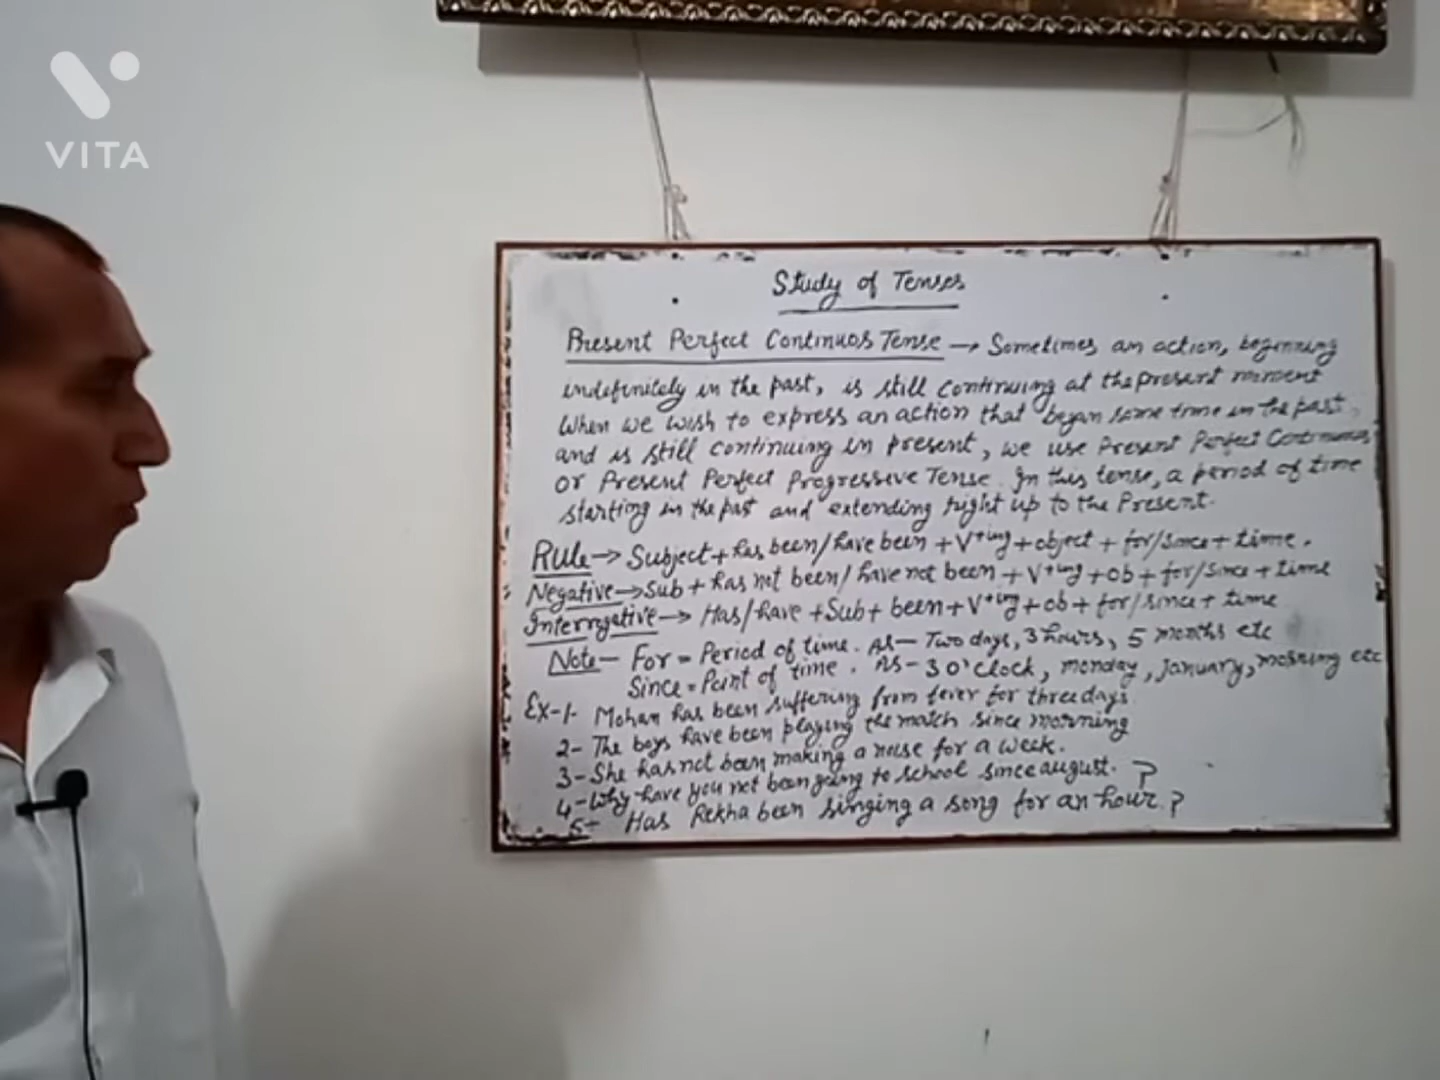 VITA
Study of Tenses
Present Perfect Continuos Tense → Sometimes an action, beginning
indefinitely in the past, is still continuing at the present moment
When we wish to express an action that began some time in the past,
and is still continuing in present, we use Present Perfect Continuous
or Present Perfect Progressive Tense. In this tense, a period of time
starting in the past and extending right up to the Present.
Rule → Subject + has been/have been + V+ing + object + for/since + time.
Negative → Sub + has not been/have not been + V+ing + ob + for/since + time
Interrogative → Has/have + Sub + been + V+ing + ob + for/since + time
Note - For = Period of time. As - Two days, 3 hours, 5 months etc
Since = Point of time. As - 3 O'clock, monday, january, morning etc
Ex-1- Mohan has been suffering from fever for three days
2- The boys have been playing the match since morning
3- She has not been making a noise for a week.
4- Why have you not been going to school since august. ?
5- Has Rekha been singing a song for an hour. ?